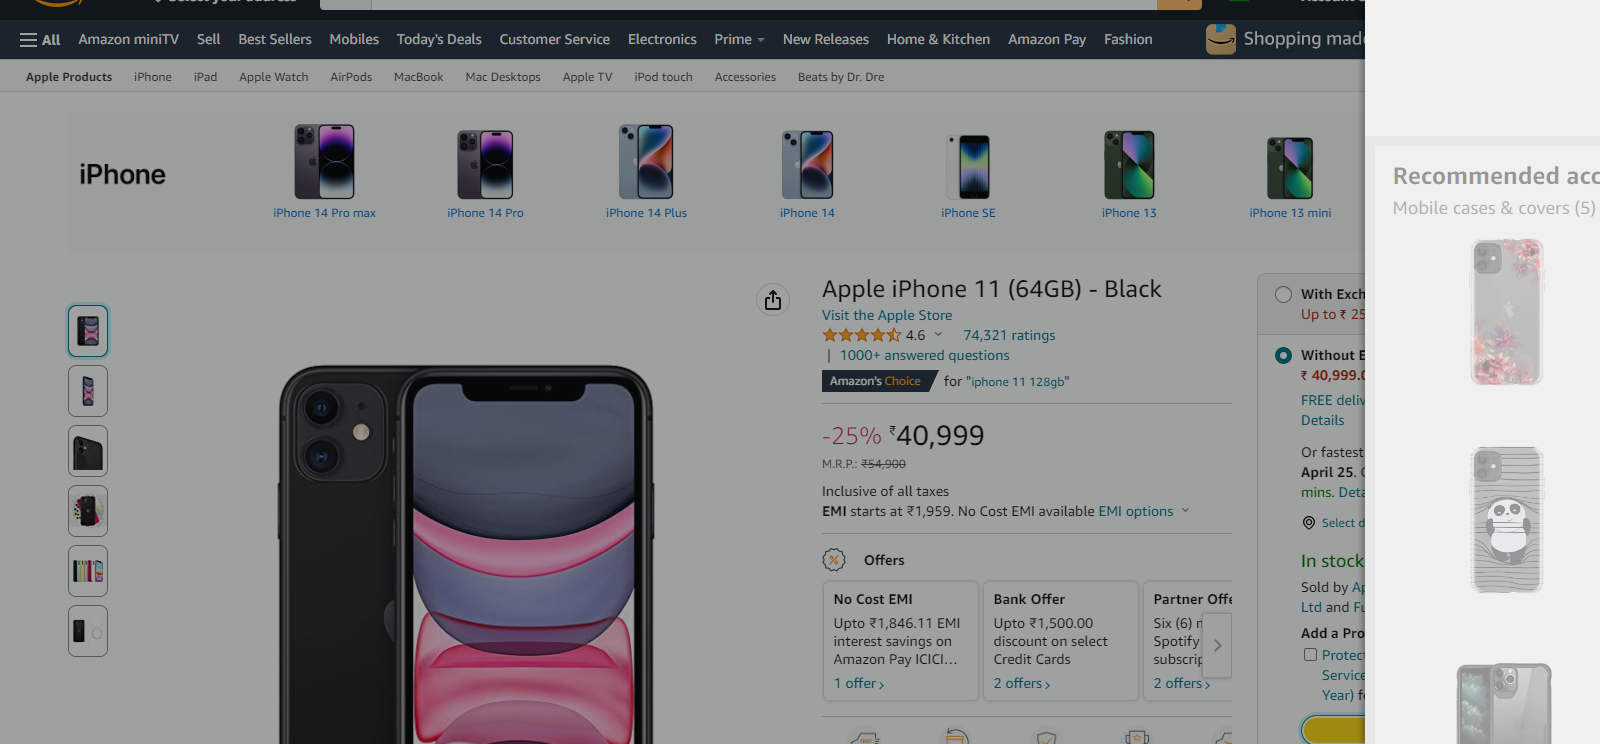 All Amazon miniTV Sell Best Sellers Mobiles Today's Deals Customer Service Electronics Prime New Releases Home & Kitchen Amazon Pay Fashion Shopping made
Apple Products iPhone iPad Apple Watch AirPods MacBook Mac Desktops Apple TV iPod touch Accessories Beats by Dr. Dre
iPhone
iPhone 14 Pro max iPhone 14 Pro iPhone 14 Plus iPhone 14 iPhone SE iPhone 13 iPhone 13 mini
Apple iPhone 11 (64GB) - Black
Visit the Apple Store
4.6 74,321 ratings
| 1000+ answered questions
Amazon's Choice for "iphone 11 128gb"
-25% ₹40,999
M.R.P.: ₹54,900
Inclusive of all taxes
EMI starts at ₹1,959. No Cost EMI available EMI options
Offers
No Cost EMI
Upto ₹1,846.11 EMI
interest savings on
Amazon Pay ICICI...
1 offer ›
Bank Offer
Upto ₹1,500.00
discount on select
Credit Cards
2 offers ›
Partner Offe
Six (6) 
Spotify
subscrip
2 offers ›
With Exch
Up to ₹ 25
Without E
₹ 40,999.0
FREE deliv
Details
Or fastest
April 25.
mins. Deta
Select d
In stock
Sold by Ap
Ltd and Fu
Add a Pro
Protec
Service
Year) f
Recommended acc
Mobile cases & covers (5)